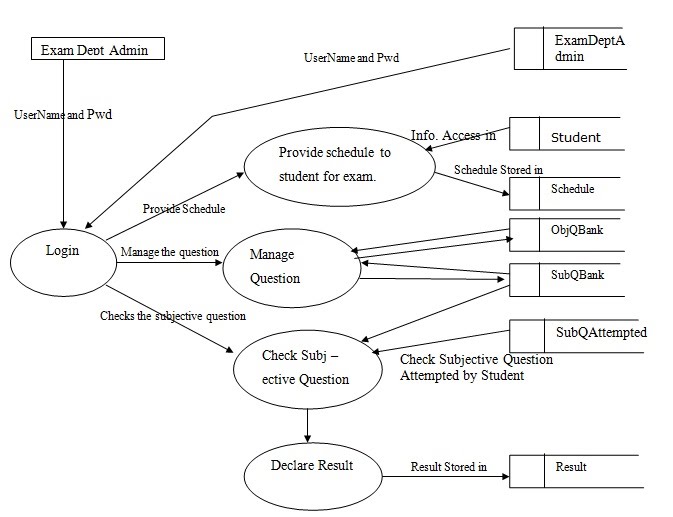 Exam Dept Admin
ExamDeptA
dmin
UserName and Pwd
UserName and Pwd
Info. Access in
Student
Provide schedule to
student for exam.
Schedule Stored in
Schedule
Provide Schedule
ObjQBank
Login
Manage the question
Manage
Question
SubQBank
Checks the subjective question
SubQAttempted
Check Subj –
ective Question
Check Subjective Question
Attempted by Student
Declare Result
Result Stored in
Result